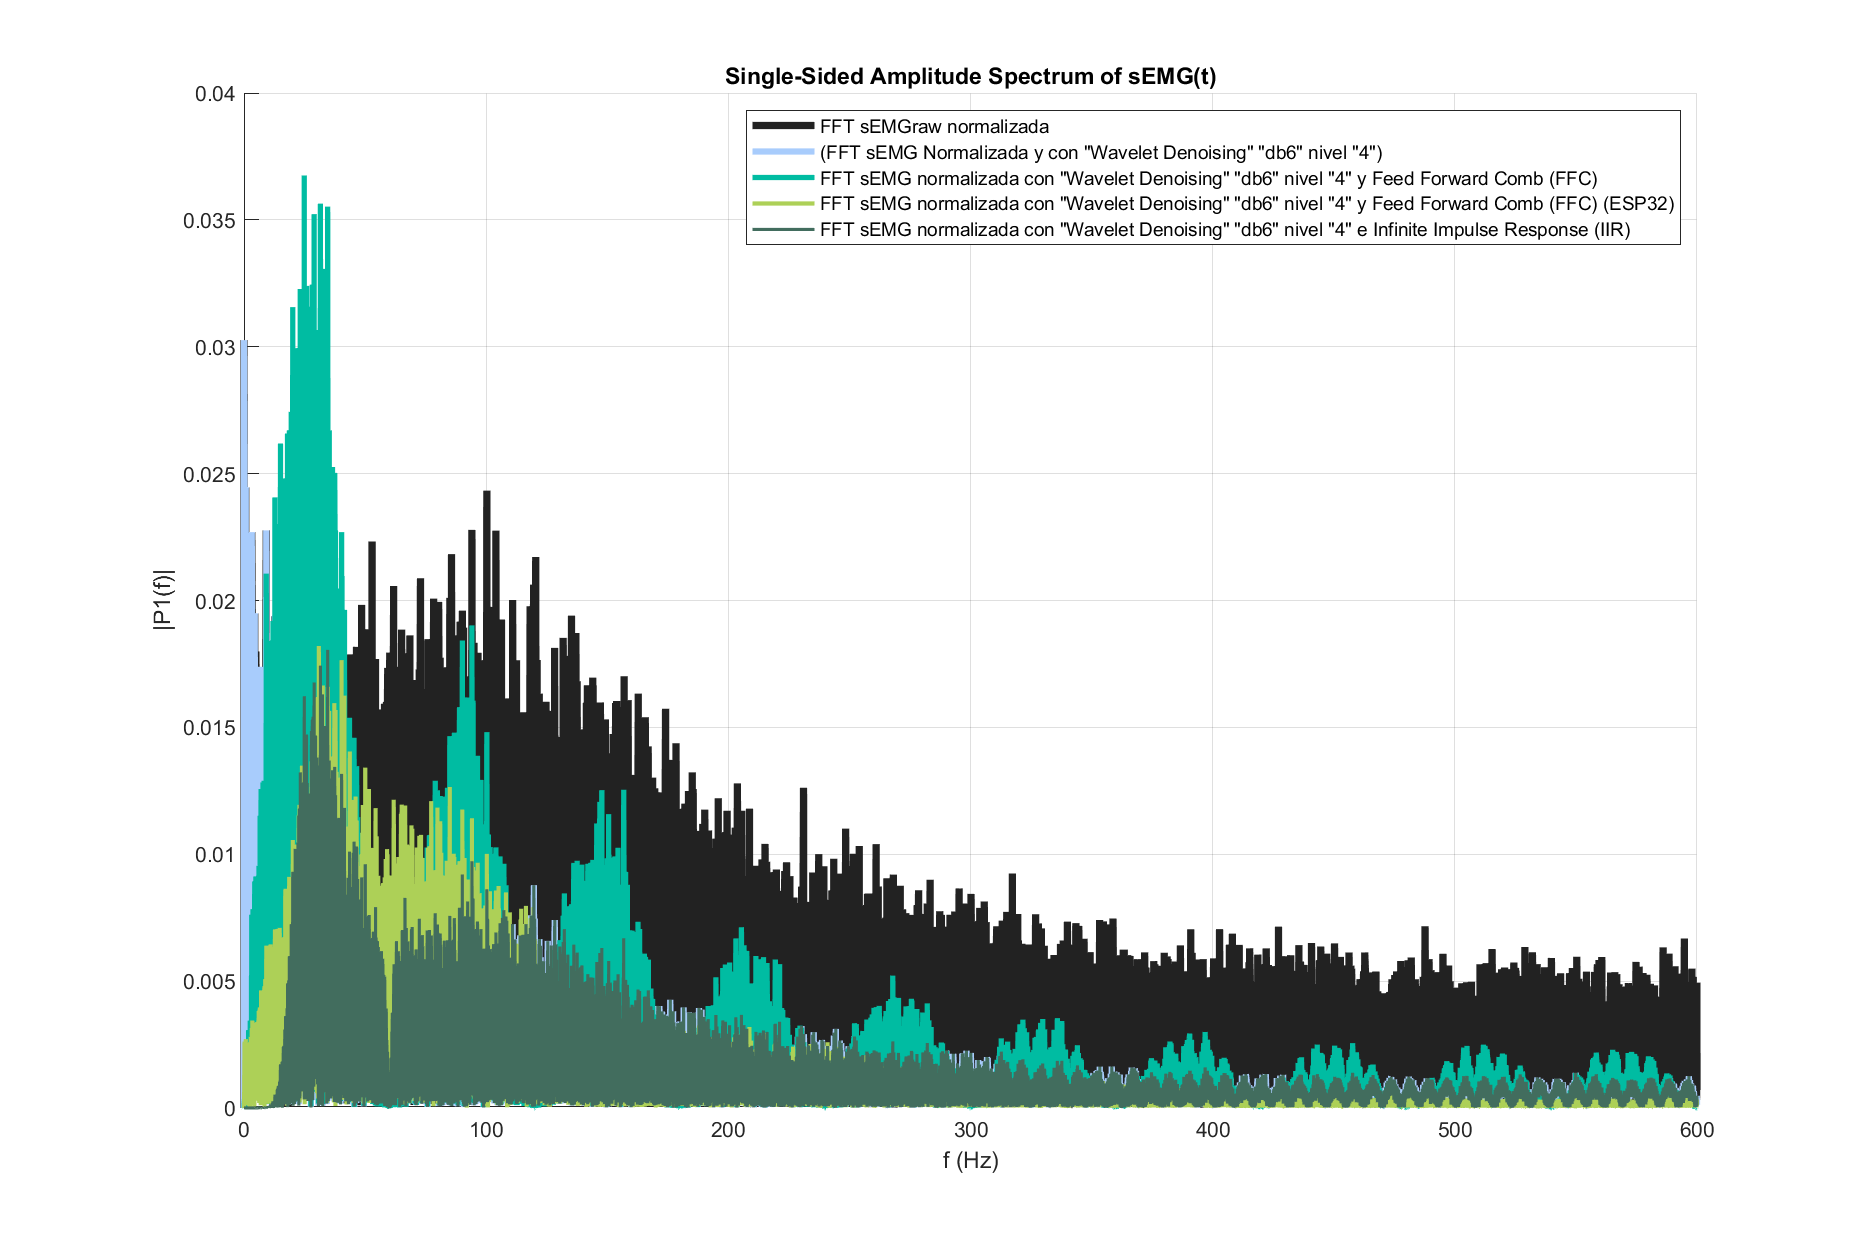 Single-Sided Amplitude Spectrum of sEMG(t)
FFT sEMGraw normalizada
(FFT sEMG Normalizada y con "Wavelet Denoising" "db6" nivel "4")
FFT sEMG normalizada con "Wavelet Denoising" "db6" nivel "4" y Feed Forward Comb (FFC)
FFT sEMG normalizada con "Wavelet Denoising" "db6" nivel "4" y Feed Forward Comb (FFC) (ESP32)
FFT sEMG normalizada con "Wavelet Denoising" "db6" nivel "4" e Infinite Impulse Response (IIR)
0.04
0.035
0.03
0.025
0.02
0.015
0.01
0.005
0
|P1(f)|
0 100 200 300 400 500 600
f (Hz)